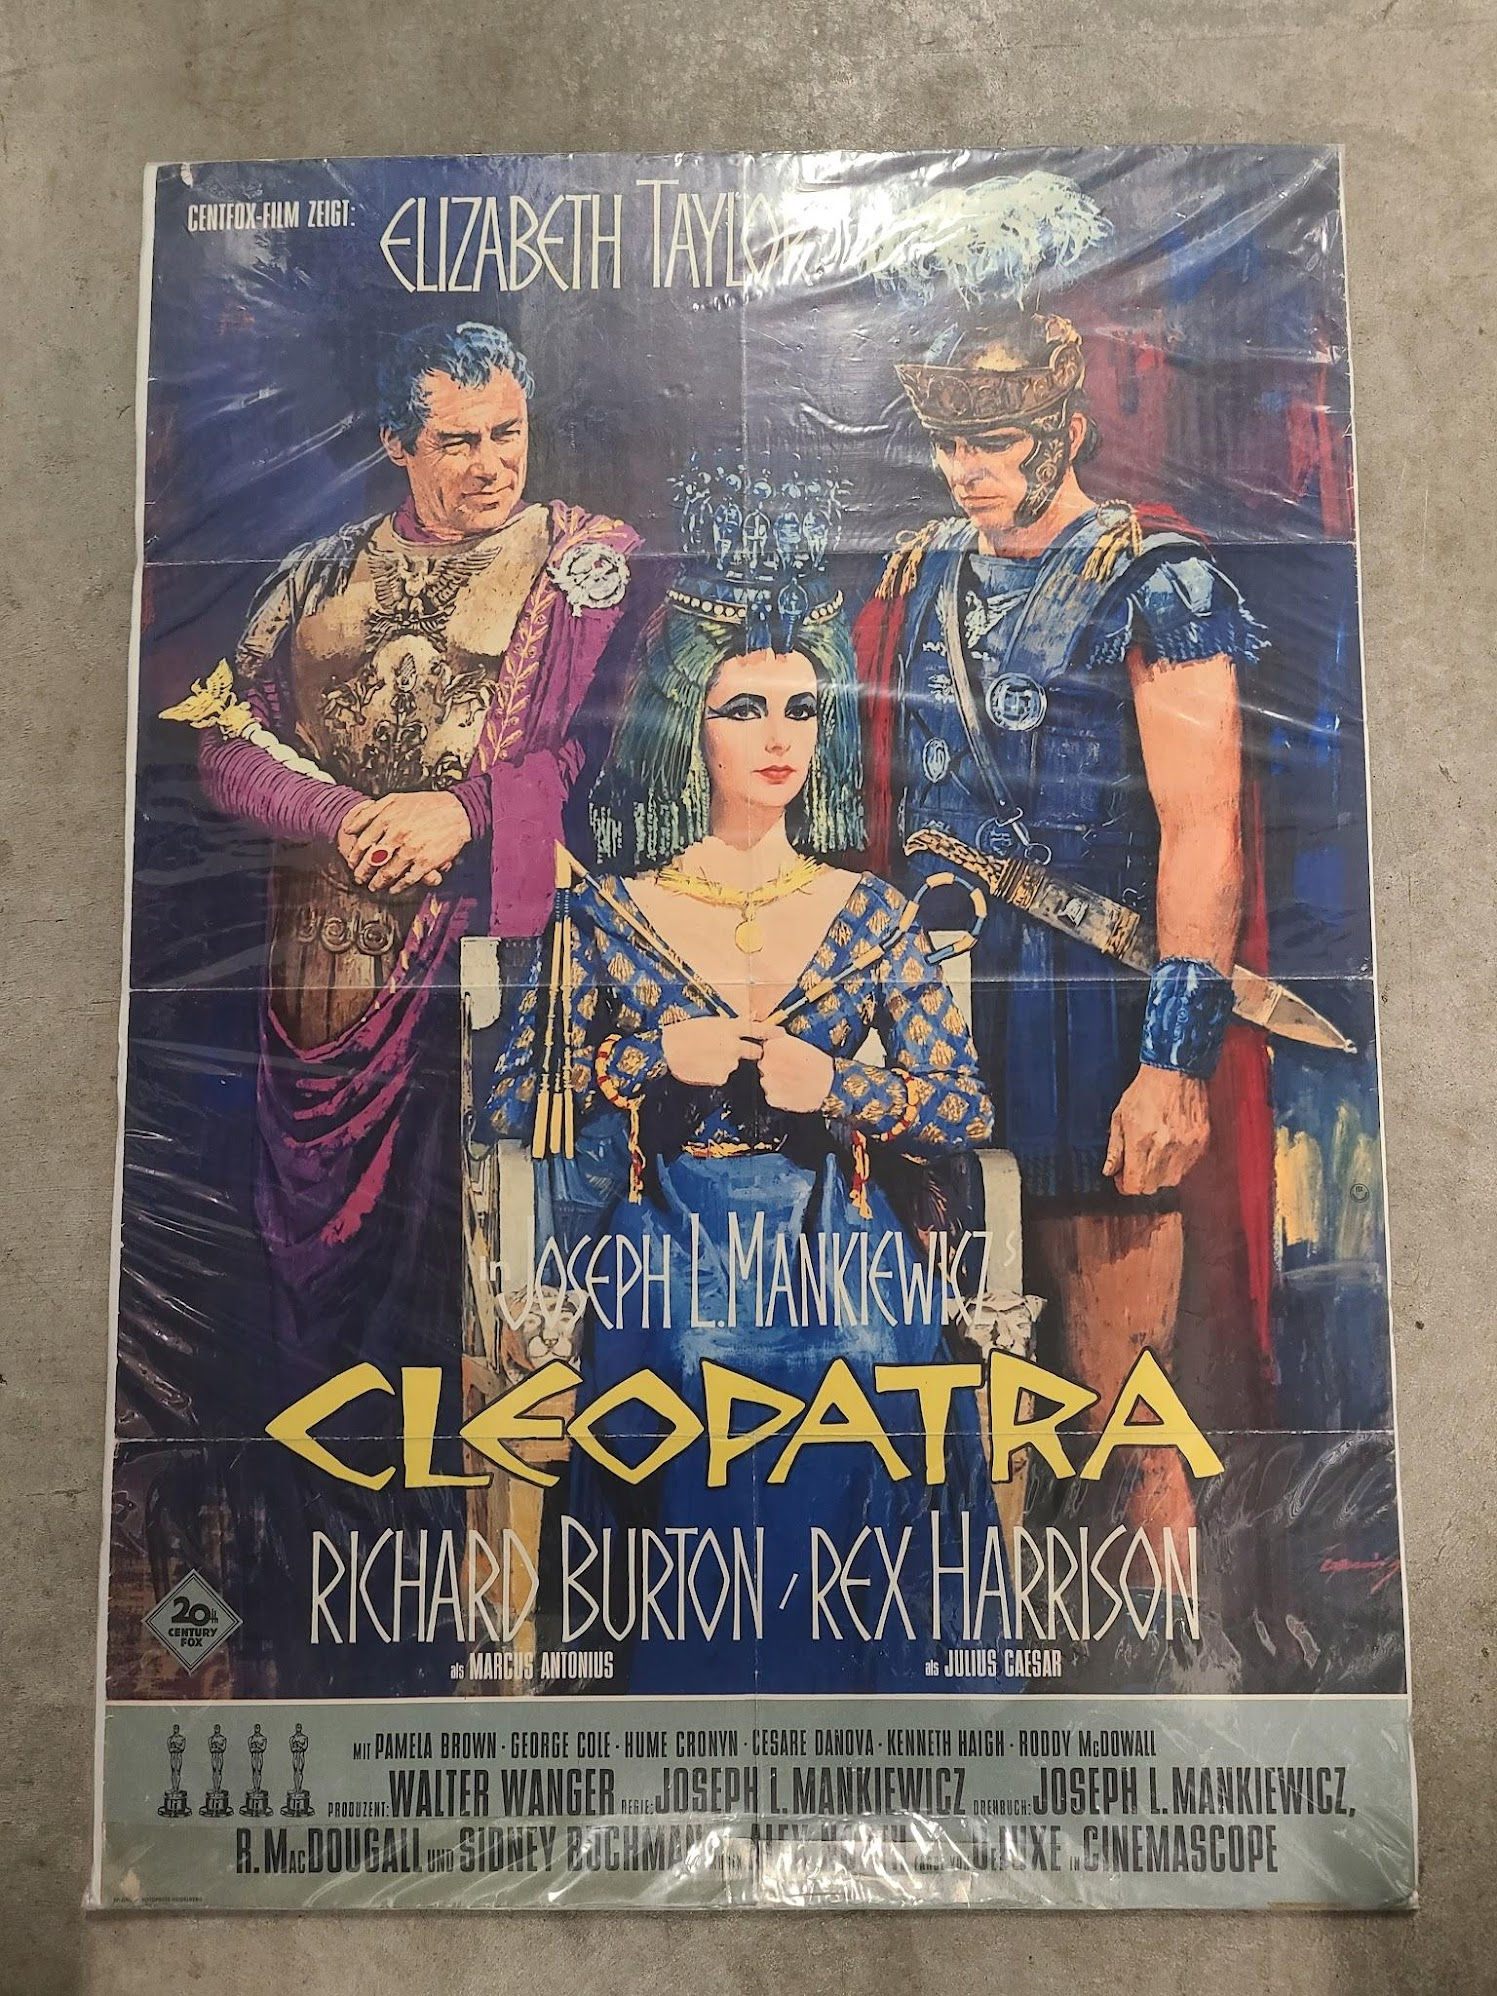 CENTFOX-FILM ZEIGT:
ELIZABETH TAYLOR
in JOSEPH L. MANKIEWICZ's
CLEOPATRA
RICHARD BURTON / REX HARRISON
als MARCUS ANTONIUS als JULIUS CAESAR
20th
CENTURY
FOX
MIT PAMELA BROWN · GEORGE COLE · HUME CRONYN · CESARE DANOVA · KENNETH HAIGH · RODDY McDOWALL
PRODUZENT: WALTER WANGER REGIE: JOSEPH L. MANKIEWICZ DREHBUCH: JOSEPH L. MANKIEWICZ,
R. MacDOUGALL UND SIDNEY BUCHMAN ALEX NORTH DELUXE IN CINEMASCOPE